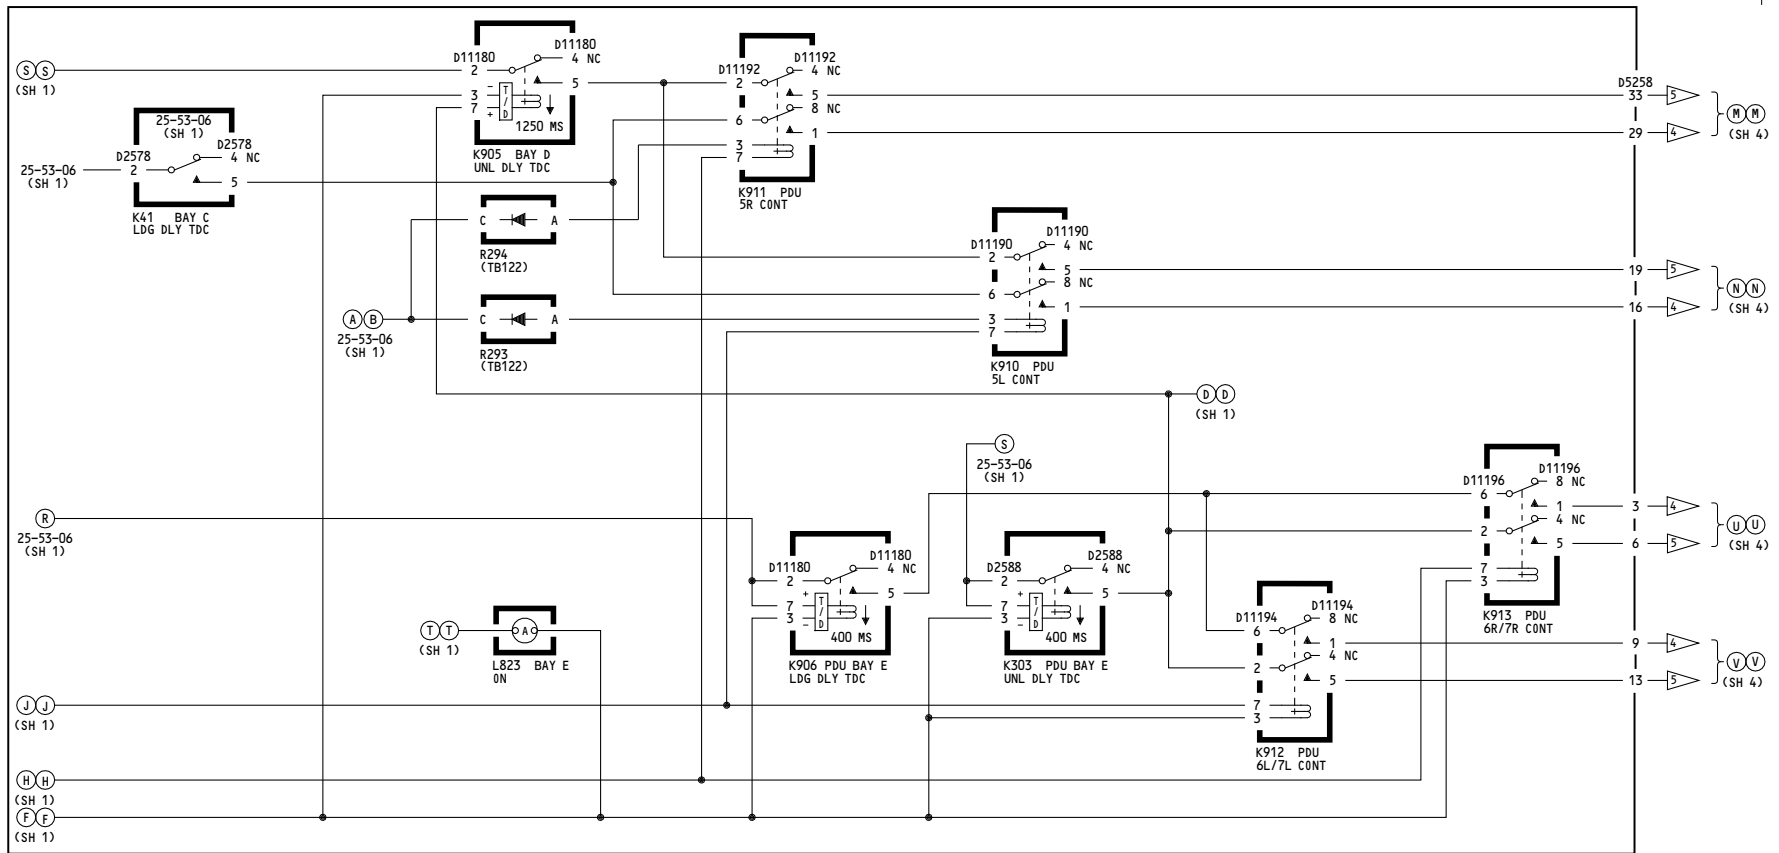 S S
(SH 1)
D11180
D11180
2
4 NC
5
3
7
−
+
T/D
1250 MS
K905 BAY D
UNL DLY TDC
25-53-06
(SH 1)
D2578
D2578
25-53-06
(SH 1)
2
4 NC
5
K41 BAY C
LDG DLY TDC
D11192
D11192
2
4 NC
5
8 NC
6
1
3
7
K911 PDU
5R CONT
D5258
33
5
29
4
M M
(SH 4)
C
A
R294
(TB122)
A B
25-53-06
(SH 1)
C
A
R293
(TB122)
D11190
D11190
2
4 NC
5
8 NC
6
1
3
7
K910 PDU
5L CONT
19
5
16
4
N N
(SH 4)
D D
(SH 1)
S
25-53-06
(SH 1)
R
25-53-06
(SH 1)
D11180
D11180
2
4 NC
5
7
3
+
−
T/D
400 MS
K906 PDU BAY E
LDG DLY TDC
D2588
D2588
2
4 NC
5
7
3
+
−
T/D
400 MS
K303 PDU BAY E
UNL DLY TDC
D11196
D11196
6
8 NC
1
4 NC
2
5
7
3
K913 PDU
6R/7R CONT
3
4
6
5
U U
(SH 4)
D11194
D11194
6
8 NC
1
4 NC
2
5
7
3
K912 PDU
6L/7L CONT
9
4
13
5
V V
(SH 4)
T T
(SH 1)
A
L823 BAY E
ON
J J
(SH 1)
H H
(SH 1)
F F
(SH 1)